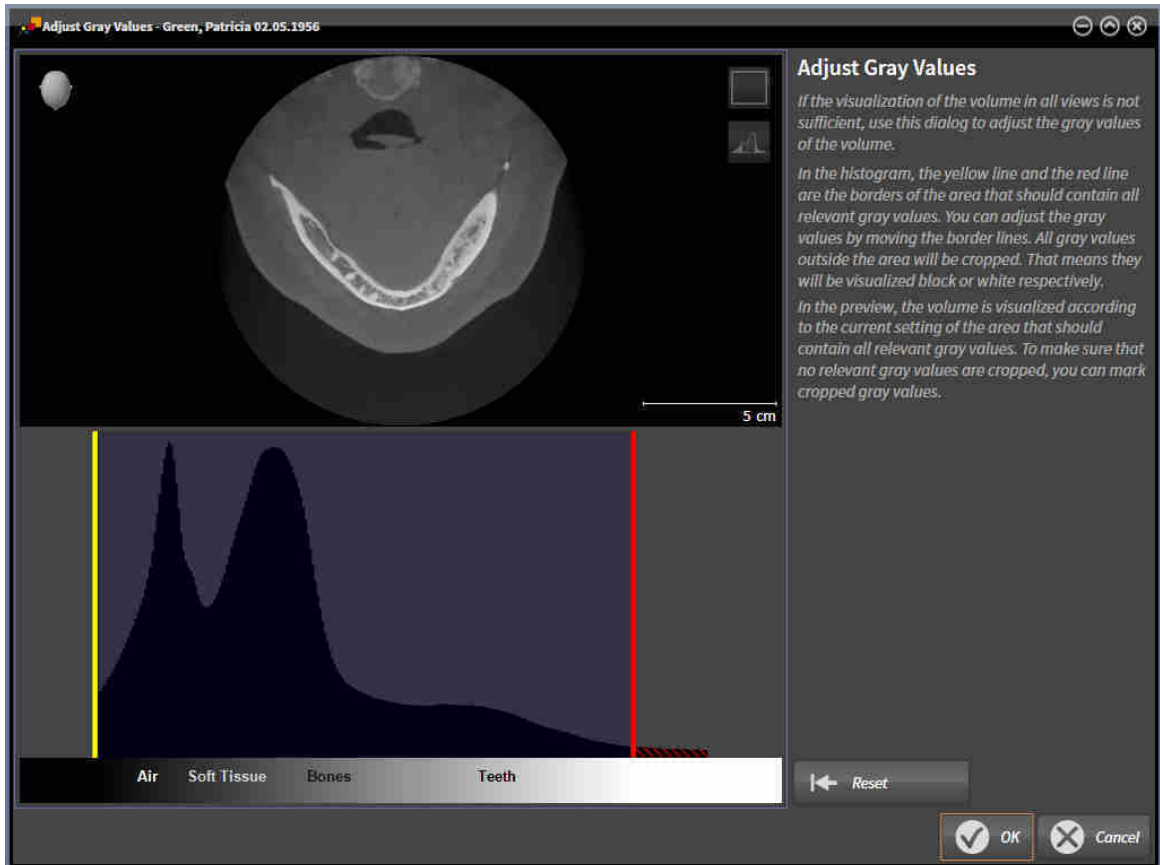 Adjust Gray Values - Green, Patricia 02.05.1956
5 cm
Air Soft Tissue Bones Teeth
Adjust Gray Values
If the visualization of the volume in all views is not
sufficient, use this dialog to adjust the gray values
of the volume.
In the histogram, the yellow line and the red line
are the borders of the area that should contain all
relevant gray values. You can adjust the gray
values by moving the border lines. All gray values
outside the area will be cropped. That means they
will be visualized black or white respectively.
In the preview, the volume is visualized according
to the current setting of the area that should
contain all relevant gray values. To make sure that
no relevant gray values are cropped, you can mark
cropped gray values.
Reset
OK Cancel